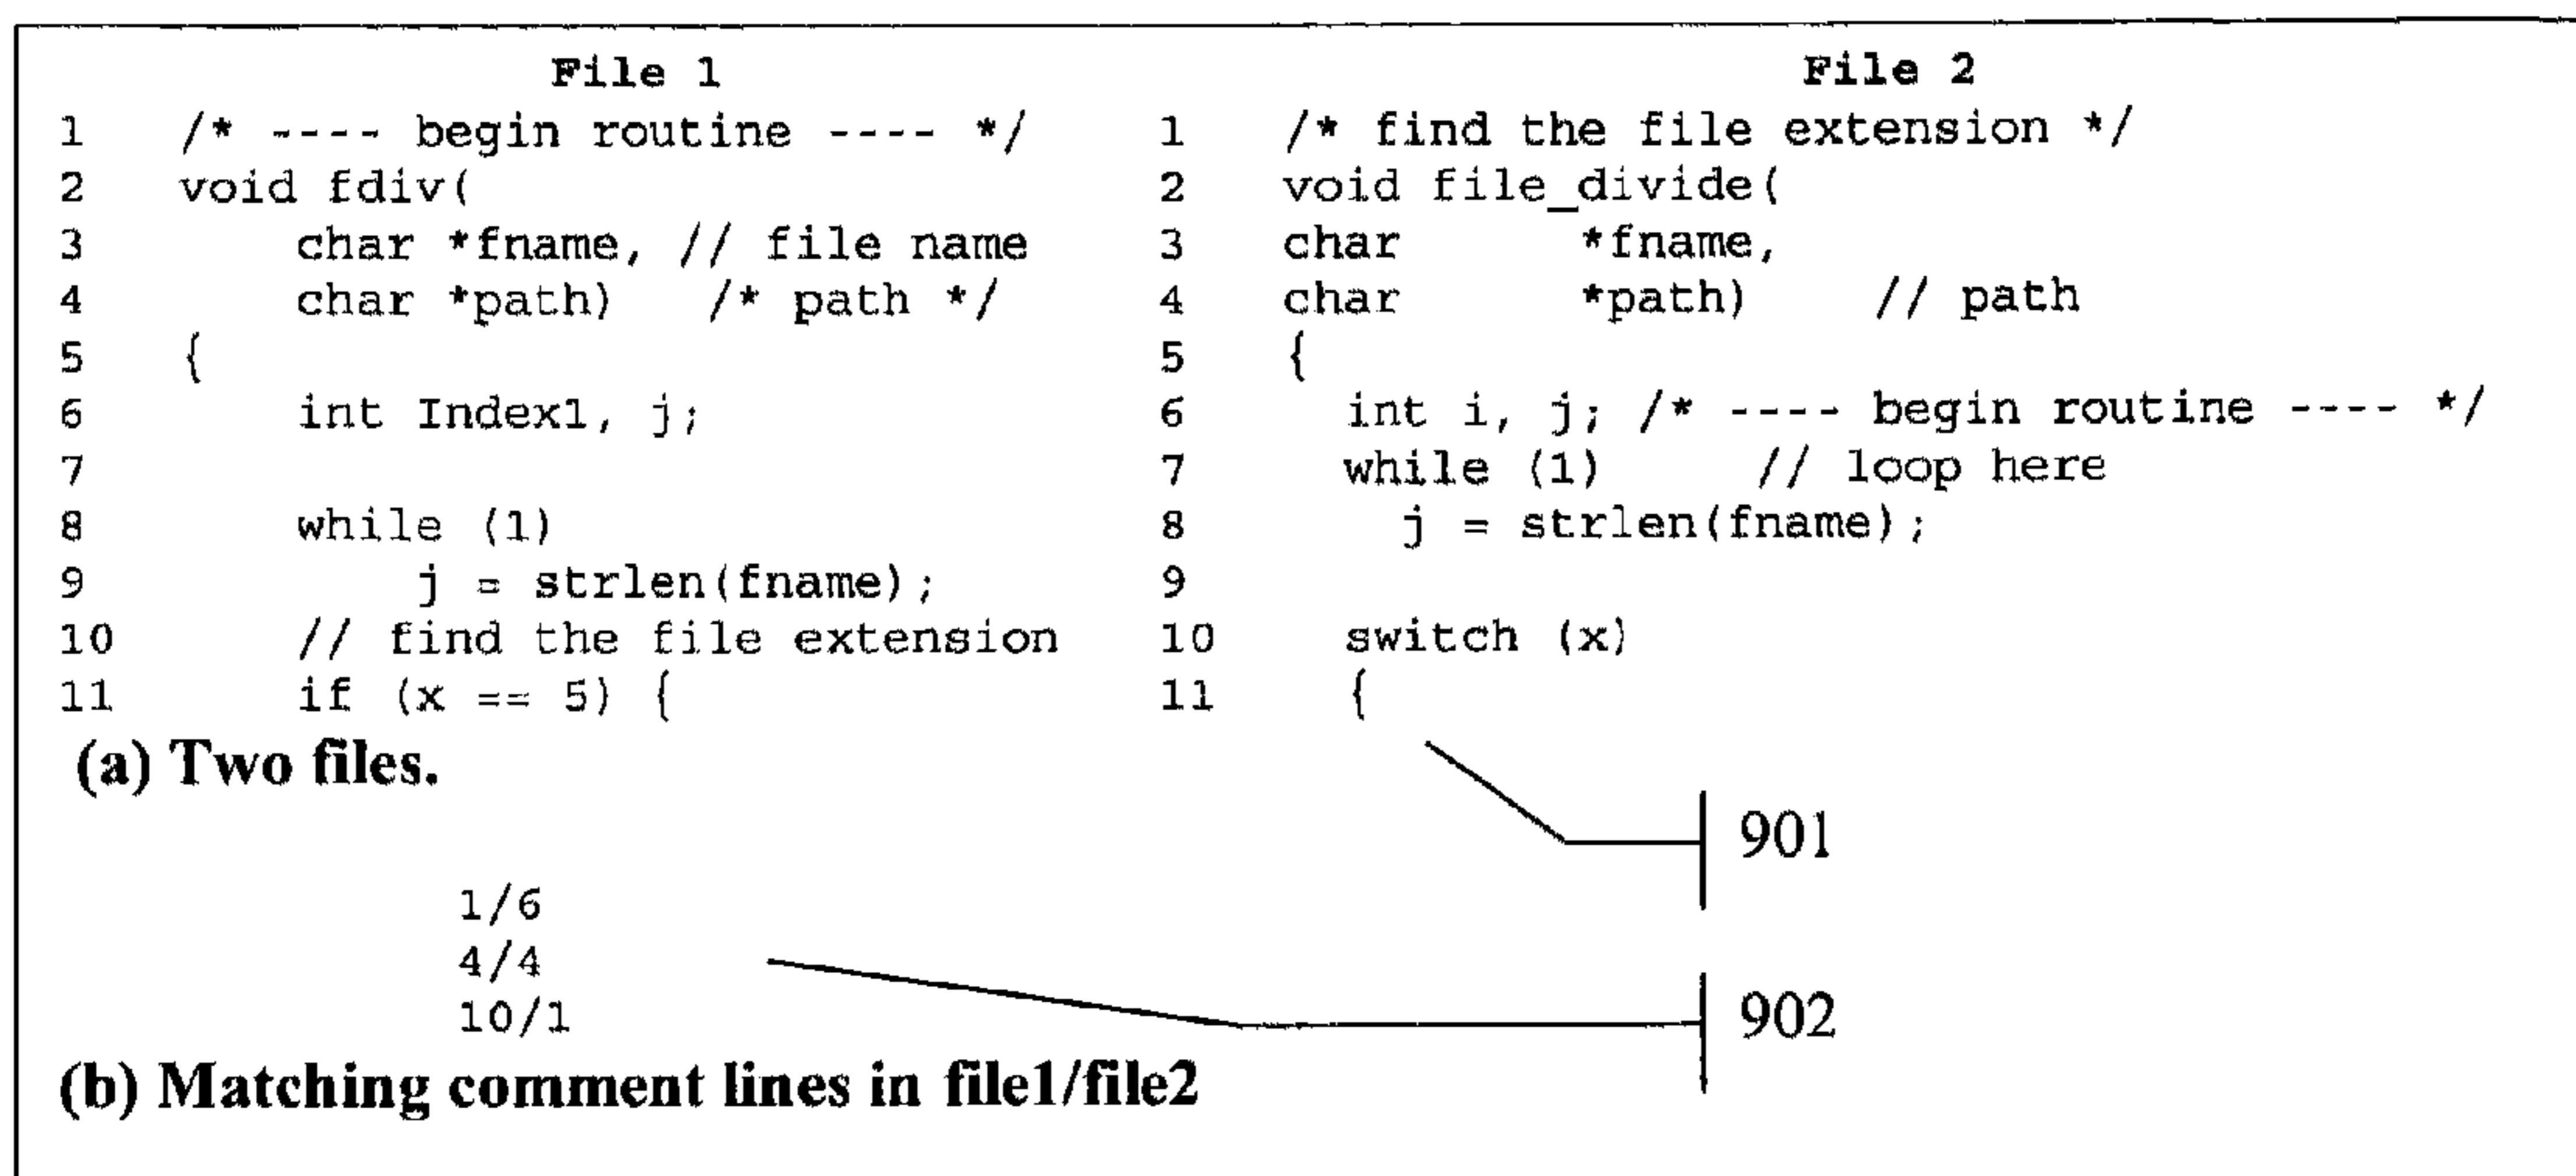 File 1
1 /* ---- begin routine ---- */
2 void fdiv(
3 char *fname, // file name
4 char *path) /* path */
5 {
6 int Index1, j;
7
8 while (1)
9 j = strlen(fname);
10 // find the file extension
11 if (x == 5) {
File 2
1 /* find the file extension */
2 void file_divide(
3 char *fname,
4 char *path) // path
5 {
6 int i, j; /* ---- begin routine ---- */
7 while (1) // loop here
8 j = strlen(fname);
9
10 switch (x)
11 {
(a) Two files.
901
1/6
4/4
10/1
902
(b) Matching comment lines in file1/file2